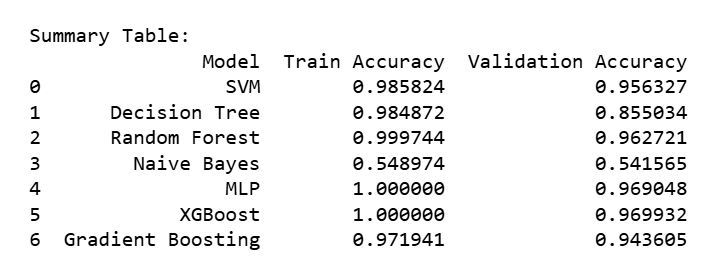 Summary Table:
Model Train Accuracy Validation Accuracy
0 SVM 0.985824 0.956327
1 Decision Tree 0.984872 0.855034
2 Random Forest 0.999744 0.962721
3 Naive Bayes 0.548974 0.541565
4 MLP 1.000000 0.969048
5 XGBoost 1.000000 0.969932
6 Gradient Boosting 0.971941 0.943605